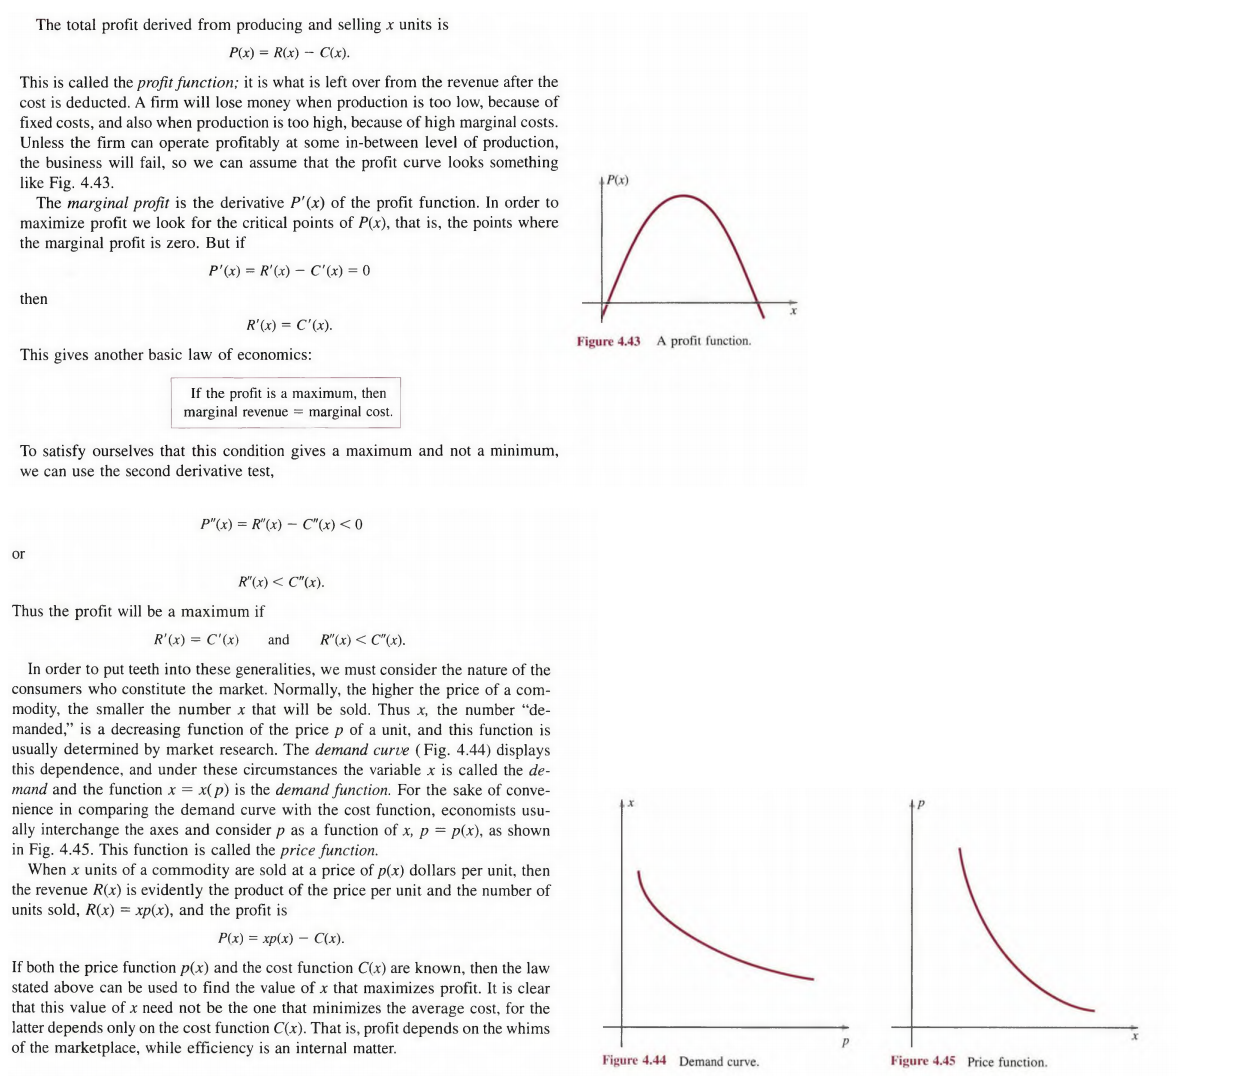 The total profit derived from producing and selling x units is
P(x) = R(x) − C(x).
This is called the profit function; it is what is left over from the revenue after the
cost is deducted. A firm will lose money when production is too low, because of
fixed costs, and also when production is too high, because of high marginal costs.
Unless the firm can operate profitably at some in-between level of production,
the business will fail, so we can assume that the profit curve looks something
like Fig. 4.43.
The marginal profit is the derivative P′(x) of the profit function. In order to
maximize profit we look for the critical points of P(x), that is, the points where
the marginal profit is zero. But if
P′(x) = R′(x) − C′(x) = 0
then
R′(x) = C′(x).
This gives another basic law of economics:
If the profit is a maximum, then
marginal revenue = marginal cost.
To satisfy ourselves that this condition gives a maximum and not a minimum,
we can use the second derivative test,
P(x)
x
Figure 4.43 A profit function.
P″(x) = R″(x) − C″(x) < 0
or
R″(x) < C″(x).
Thus the profit will be a maximum if
R′(x) = C′(x) and R″(x) < C″(x).
In order to put teeth into these generalities, we must consider the nature of the
consumers who constitute the market. Normally, the higher the price of a com-
modity, the smaller the number x that will be sold. Thus x, the number “de-
manded,” is a decreasing function of the price p of a unit, and this function is
usually determined by market research. The demand curve (Fig. 4.44) displays
this dependence, and under these circumstances the variable x is called the de-
mand and the function x = x(p) is the demand function. For the sake of conve-
nience in comparing the demand curve with the cost function, economists usu-
ally interchange the axes and consider p as a function of x, p = p(x), as shown
in Fig. 4.45. This function is called the price function.
When x units of a commodity are sold at a price of p(x) dollars per unit, then
the revenue R(x) is evidently the product of the price per unit and the number of
units sold, R(x) = xp(x), and the profit is
P(x) = xp(x) − C(x).
If both the price function p(x) and the cost function C(x) are known, then the law
stated above can be used to find the value of x that maximizes profit. It is clear
that this value of x need not be the one that minimizes the average cost, for the
latter depends only on the cost function C(x). That is, profit depends on the whims
of the marketplace, while efficiency is an internal matter.
x
p
Figure 4.44 Demand curve.
p
x
Figure 4.45 Price function.